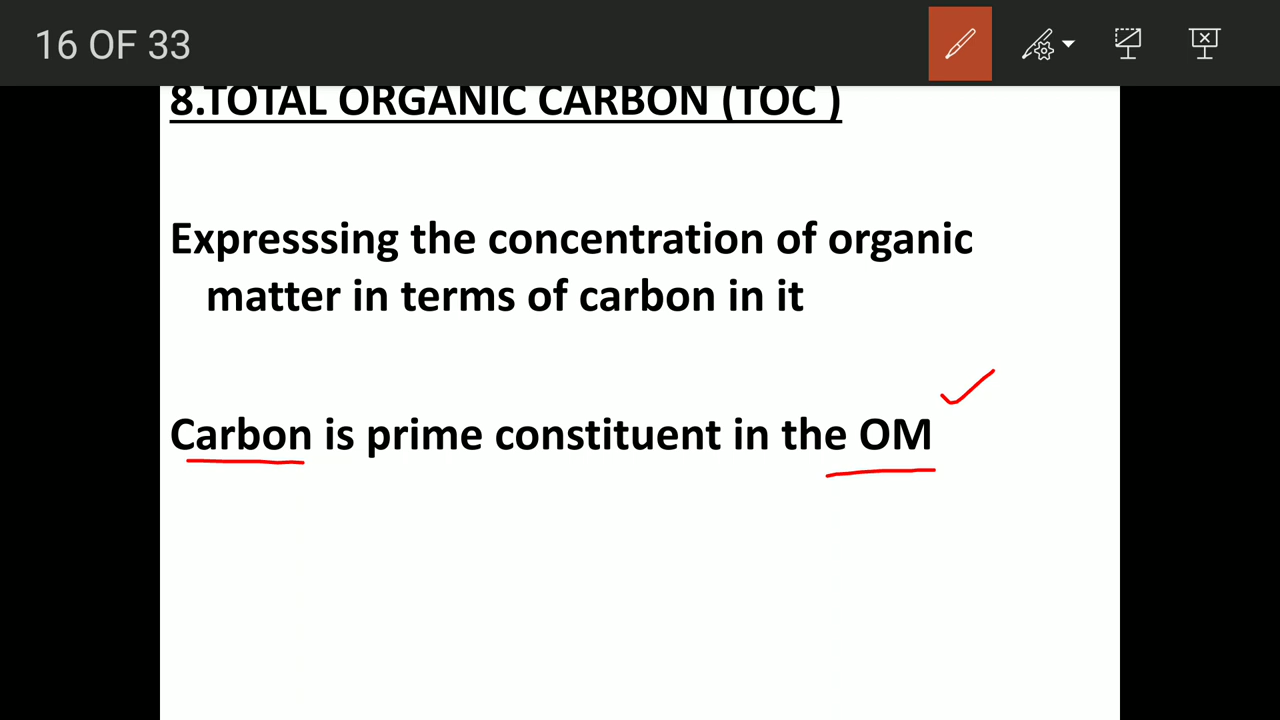 16 OF 33
8.TOTAL ORGANIC CARBON (TOC )
Expresssing the concentration of organic
matter in terms of carbon in it
Carbon is prime constituent in the OM